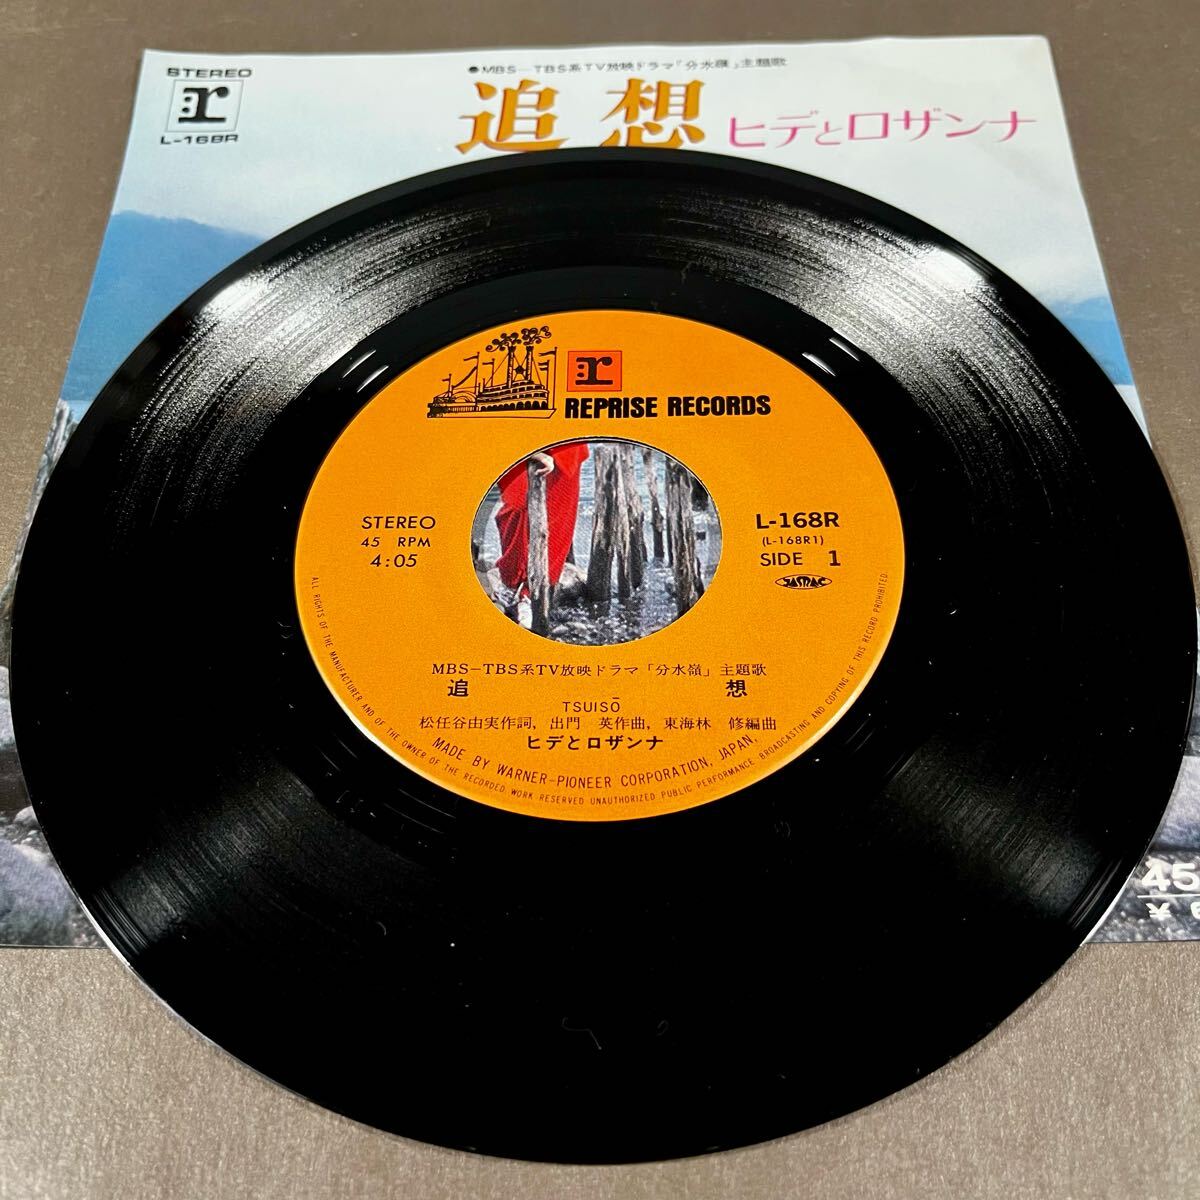 STEREO
r
L-168R
●MBS－TBS系TV放映ドラマ「分水嶺」主題歌
追想
ヒデとロザンナ
r
REPRISE RECORDS
STEREO
45 RPM
4:05
L-168R
(L-168R1)
SIDE 1
JASRAC
MBS－TBS系TV放映ドラマ「分水嶺」主題歌
追想
TSUISŌ
松任谷由実作詞, 出門 英作曲, 東海林 修編曲
ヒデとロザンナ
MADE BY WARNER-PIONEER CORPORATION, JAPAN.
ALL RIGHTS OF THE MANUFACTURER AND OF THE OWNER OF THE RECORDED WORK RESERVED UNAUTHORIZED PUBLIC PERFORMANCE BROADCASTING AND COPYING OF THIS RECORD PROHIBITED.
45
¥